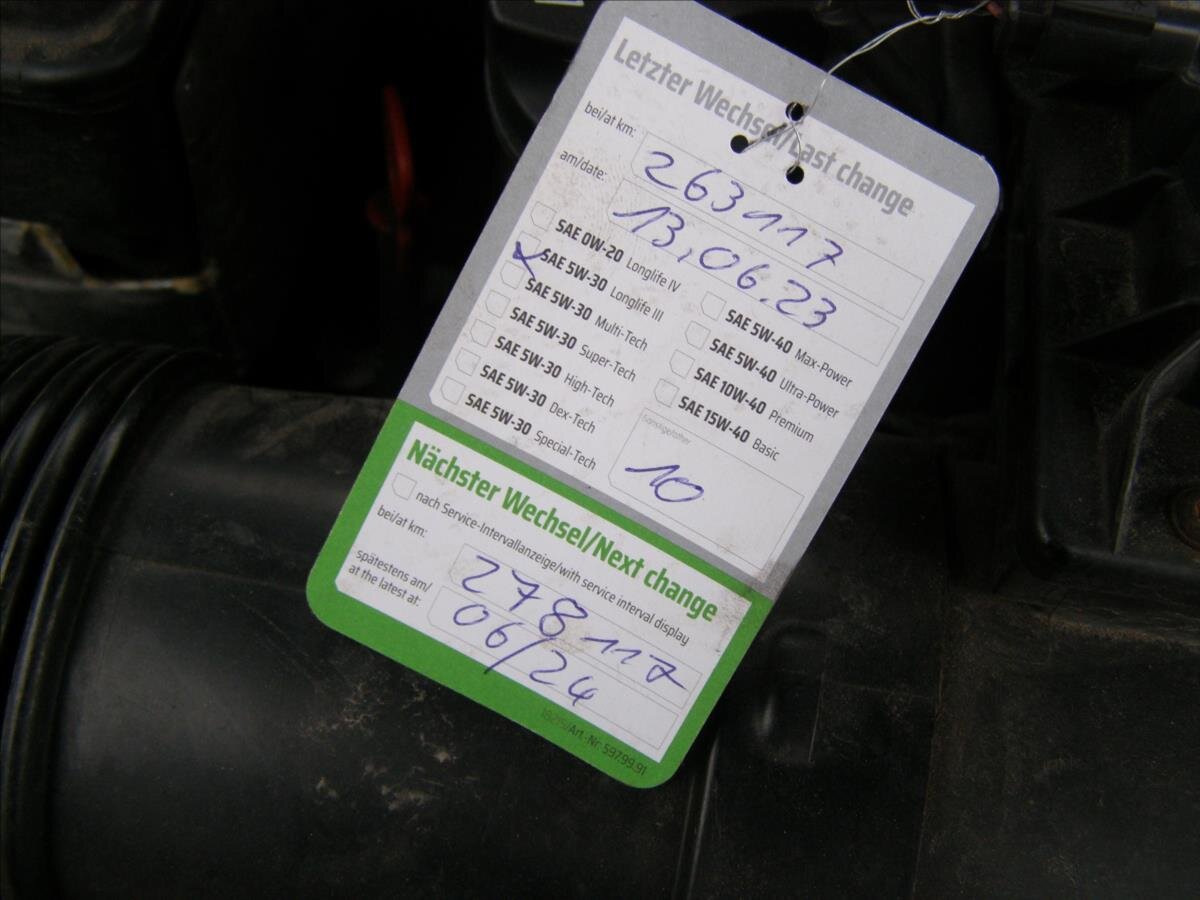 Letzter Wechsel/Last change
bei/at km: 263117
am/date: 13,06.23
SAE 0W-20 Longlife IV
SAE 5W-30 Longlife III
SAE 5W-30 Multi-Tech
SAE 5W-30 Super-Tech
SAE 5W-30 High-Tech
SAE 5W-30 Dex-Tech
SAE 5W-30 Special-Tech
SAE 5W-40 Max-Power
SAE 5W-40 Ultra-Power
SAE 10W-40 Premium
SAE 15W-40 Basic
Sonstige/other
10
Nächster Wechsel/Next change
nach Service-Intervallanzeige/with service interval display
bei/at km: 278117
spätestens am/
at the latest at: 06/24
Art.-Nr. 597.99.91